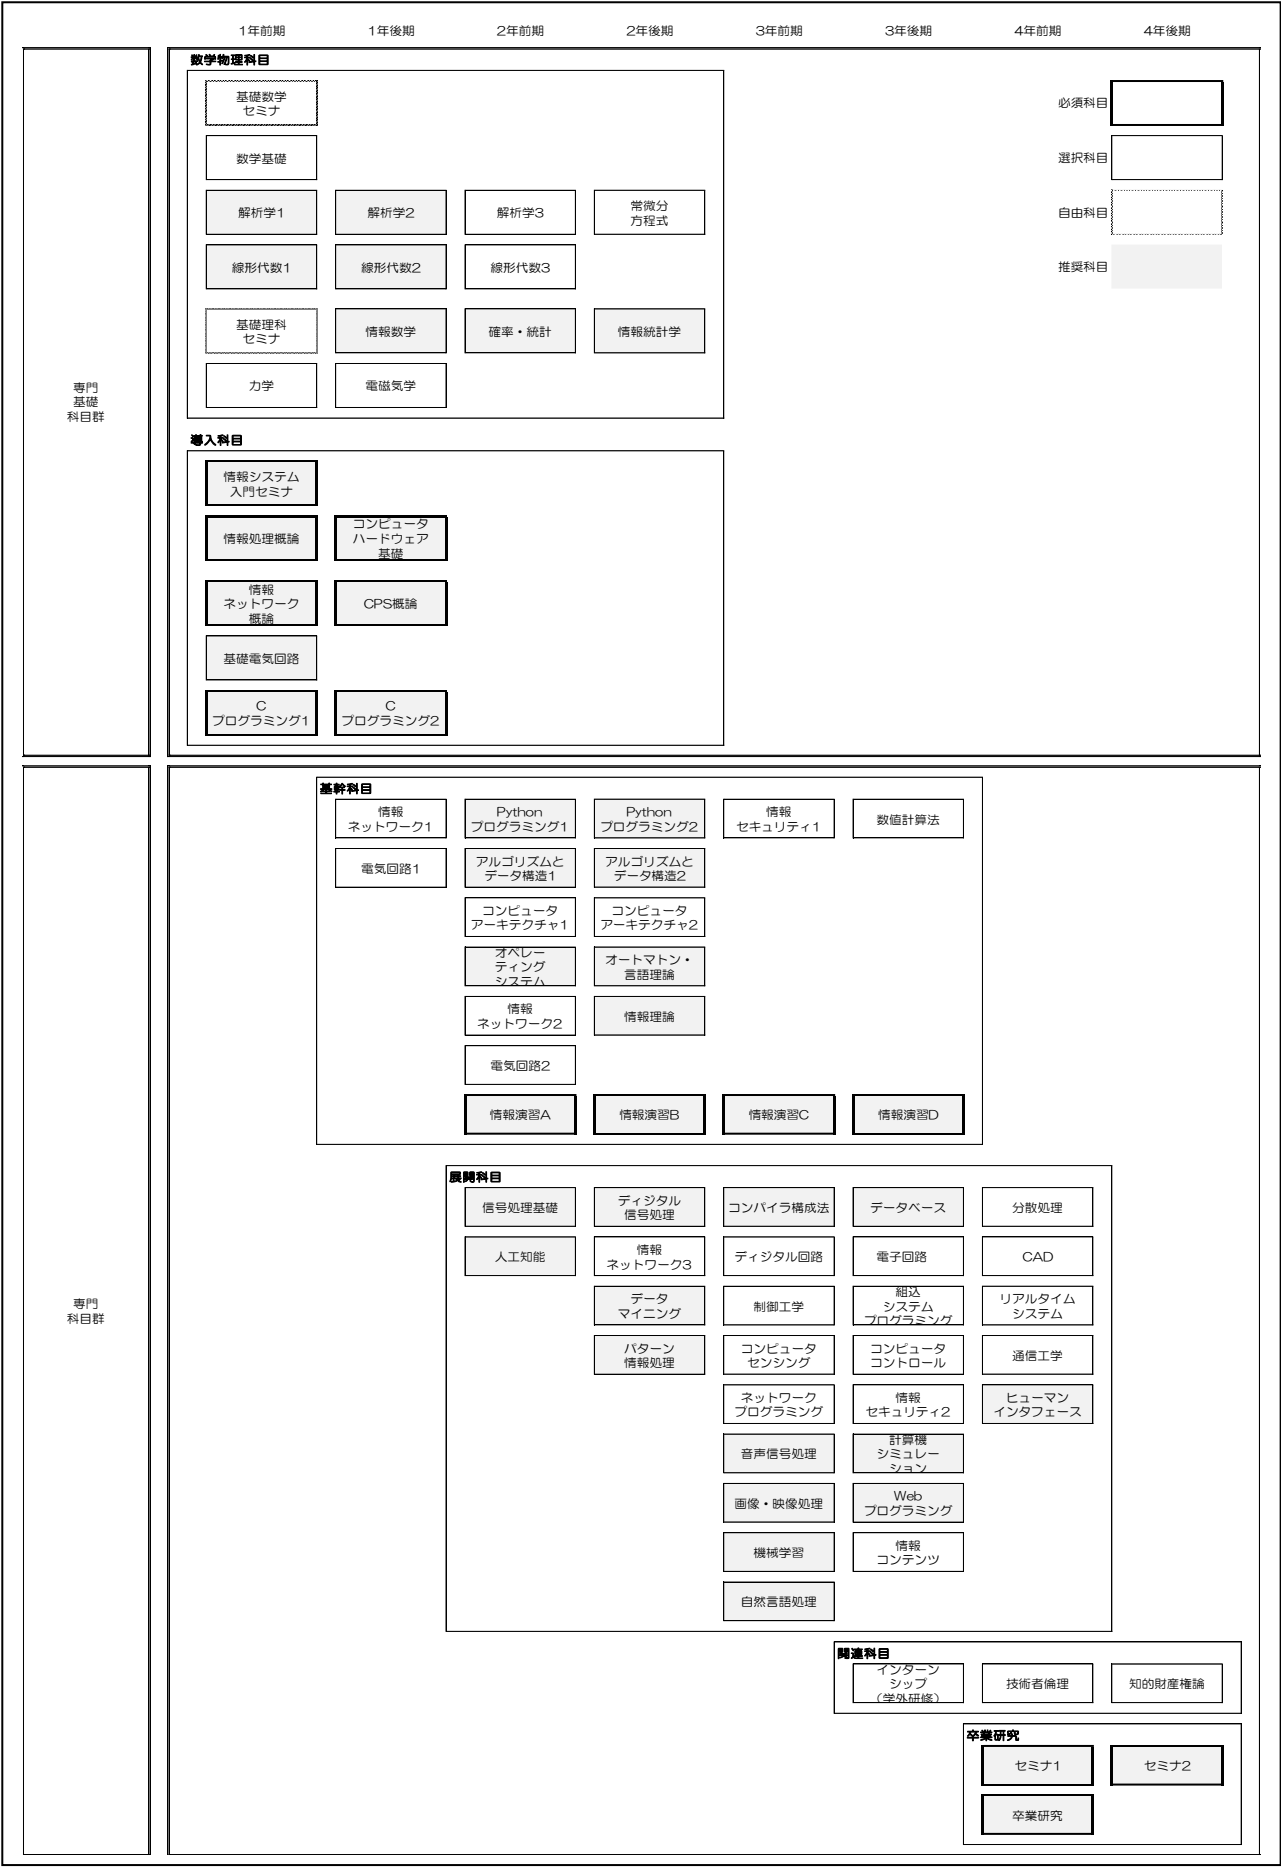 1年前期
1年後期
2年前期
2年後期
3年前期
3年後期
4年前期
4年後期
専門
基礎
科目群
数学物理科目
基礎数学
セミナ
必須科目
数学基礎
選択科目
解析学1
解析学2
解析学3
常微分
方程式
自由科目
線形代数1
線形代数2
線形代数3
推奨科目
基礎理科
セミナ
情報数学
確率・統計
情報統計学
力学
電磁気学
導入科目
情報システム
入門セミナ
情報処理概論
コンピュータ
ハードウェア
基礎
情報
ネットワーク
概論
CPS概論
基礎電気回路
C
プログラミング1
C
プログラミング2
専門
科目群
基幹科目
情報
ネットワーク1
Python
プログラミング1
Python
プログラミング2
情報
セキュリティ1
数値計算法
電気回路1
アルゴリズムと
データ構造1
アルゴリズムと
データ構造2
コンピュータ
アーキテクチャ1
コンピュータ
アーキテクチャ2
オペレー
ティング
システム
オートマトン・
言語理論
情報
ネットワーク2
情報理論
電気回路2
情報演習A
情報演習B
情報演習C
情報演習D
展開科目
信号処理基礎
ディジタル
信号処理
コンパイラ構成法
データベース
分散処理
人工知能
情報
ネットワーク3
ディジタル回路
電子回路
CAD
データ
マイニング
制御工学
組込
システム
プログラミング
リアルタイム
システム
パターン
情報処理
コンピュータ
センシング
コンピュータ
コントロール
通信工学
ネットワーク
プログラミング
情報
セキュリティ2
ヒューマン
インタフェース
音声信号処理
計算機
シミュレー
ション
画像・映像処理
Web
プログラミング
機械学習
情報
コンテンツ
自然言語処理
関連科目
インターン
シップ
（学外研修）
技術者倫理
知的財産権論
卒業研究
セミナ1
セミナ2
卒業研究